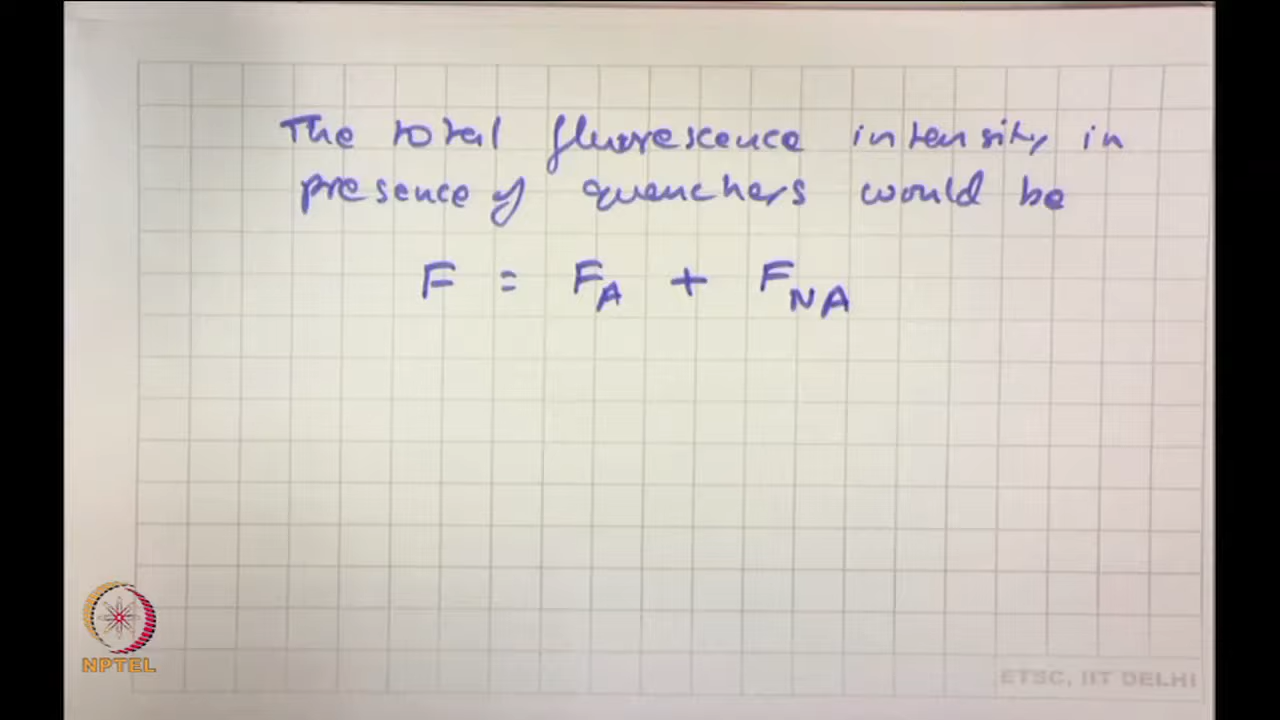 The total fluorescence intensity in
presence of quenchers would be
F = F_A + F_NA
NPTEL
ETSC, IIT DELHI